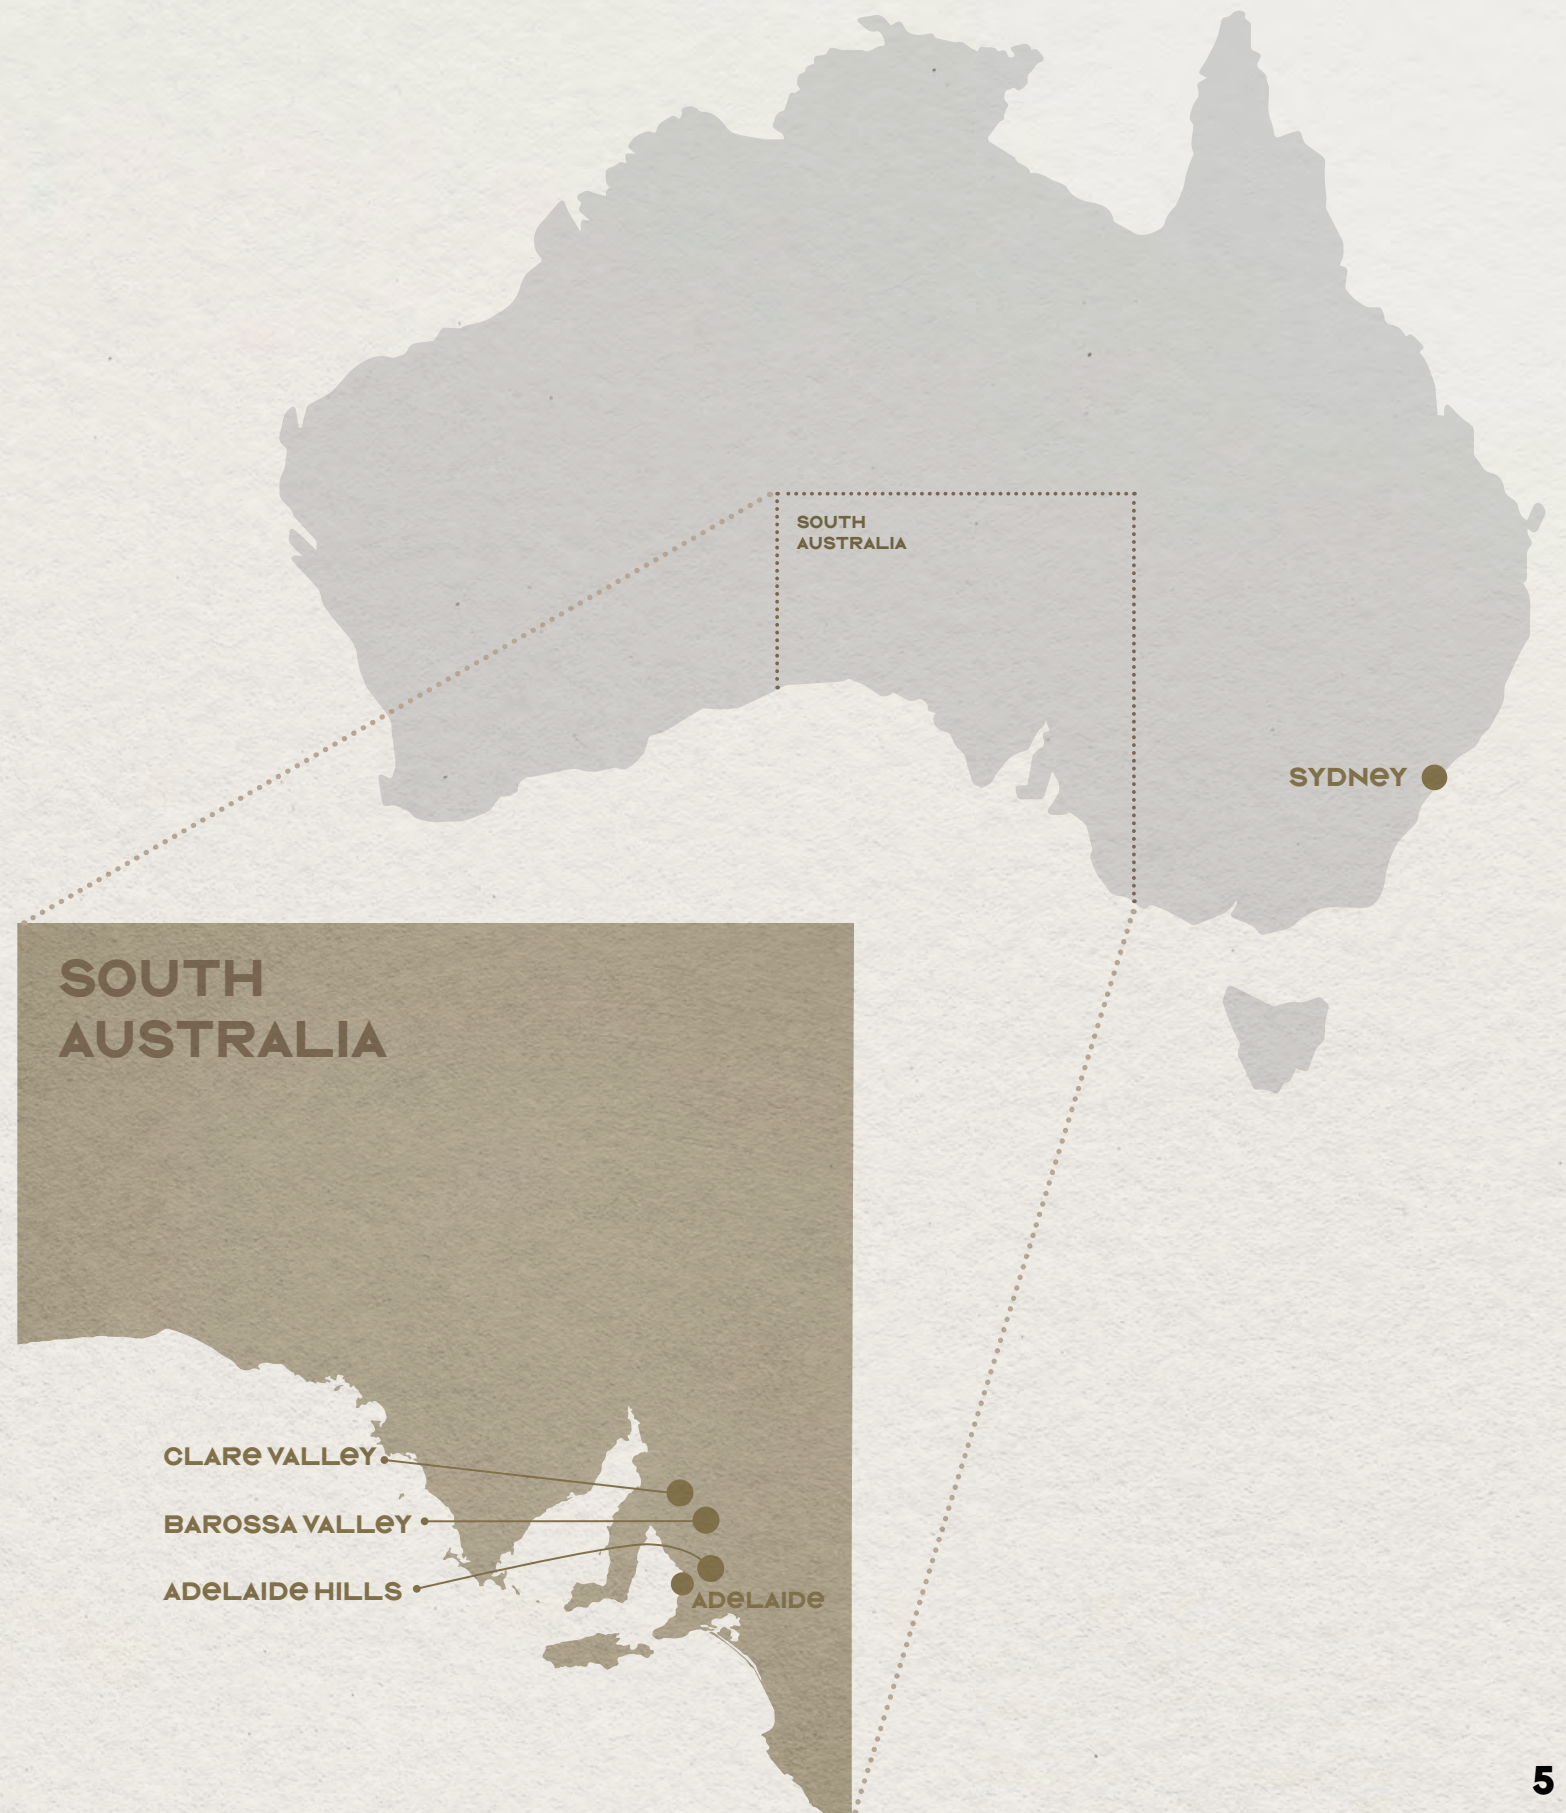 SOUTH
AUSTRALIA
SYDNEY
SOUTH
AUSTRALIA
CLARE VALLEY
BAROSSA VALLEY
ADELAIDE HILLS
ADELAIDE
5